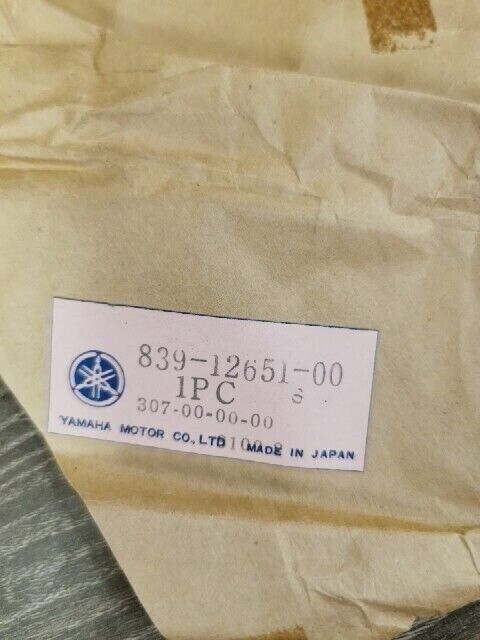 839-12651-00
1PC S
307-00-00-00
YAMAHA MOTOR CO., LTD MADE IN JAPAN